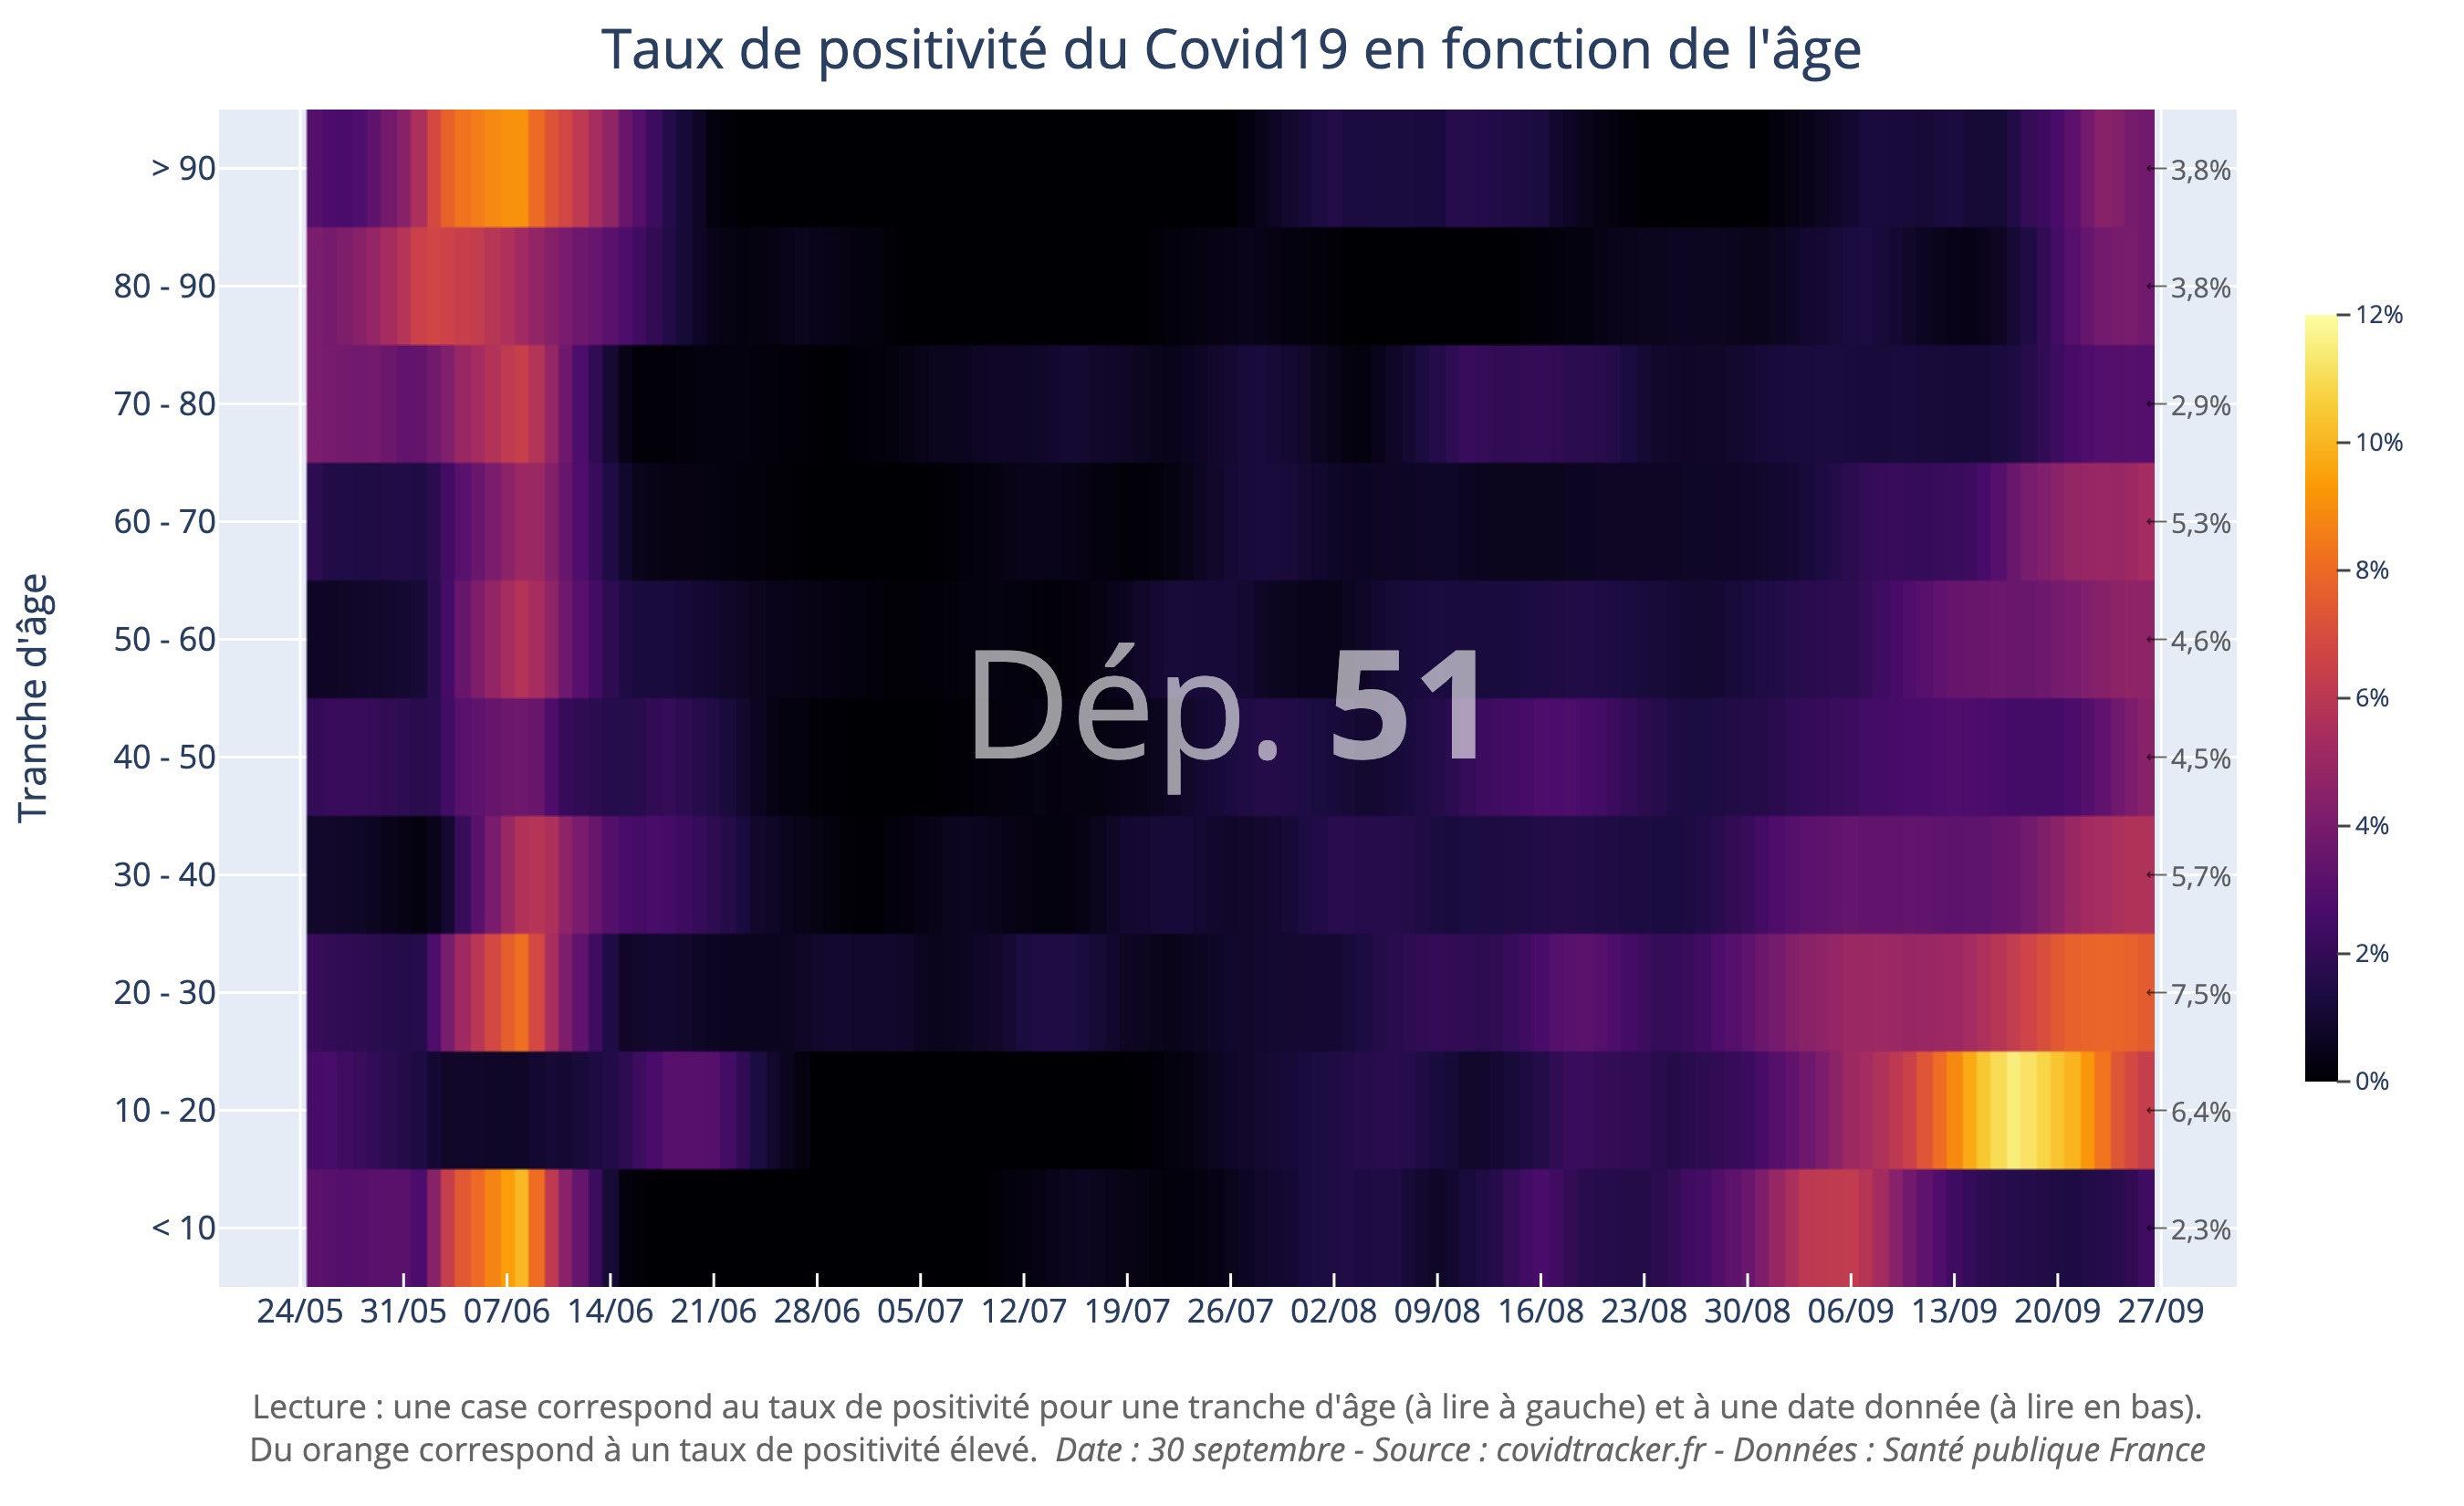 Taux de positivité du Covid19 en fonction de l'âge
Tranche d'âge
> 90
80 - 90
70 - 80
60 - 70
50 - 60
40 - 50
30 - 40
20 - 30
10 - 20
< 10
Dép. 51
3,8%
3,8%
2,9%
5,3%
4,6%
4,5%
5,7%
7,5%
6,4%
2,3%
12%
10%
8%
6%
4%
2%
0%
24/05 31/05 07/06 14/06 21/06 28/06 05/07 12/07 19/07 26/07 02/08 09/08 16/08 23/08 30/08 06/09 13/09 20/09 27/09
Lecture : une case correspond au taux de positivité pour une tranche d'âge (à lire à gauche) et à une date donnée (à lire en bas).
Du orange correspond à un taux de positivité élevé. Date : 30 septembre - Source : covidtracker.fr - Données : Santé publique France